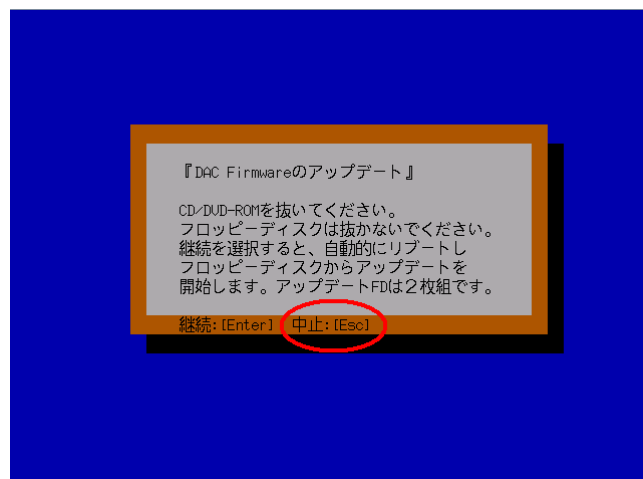 『DAC Firmwareのアップデート』
CD/DVD-ROMを抜いてください。
フロッピーディスクは抜かないでください。
継続を選択すると、自動的にリブートし
フロッピーディスクからアップデートを
開始します。アップデートFDは２枚組です。
継続:[Enter] 中止:[Esc]